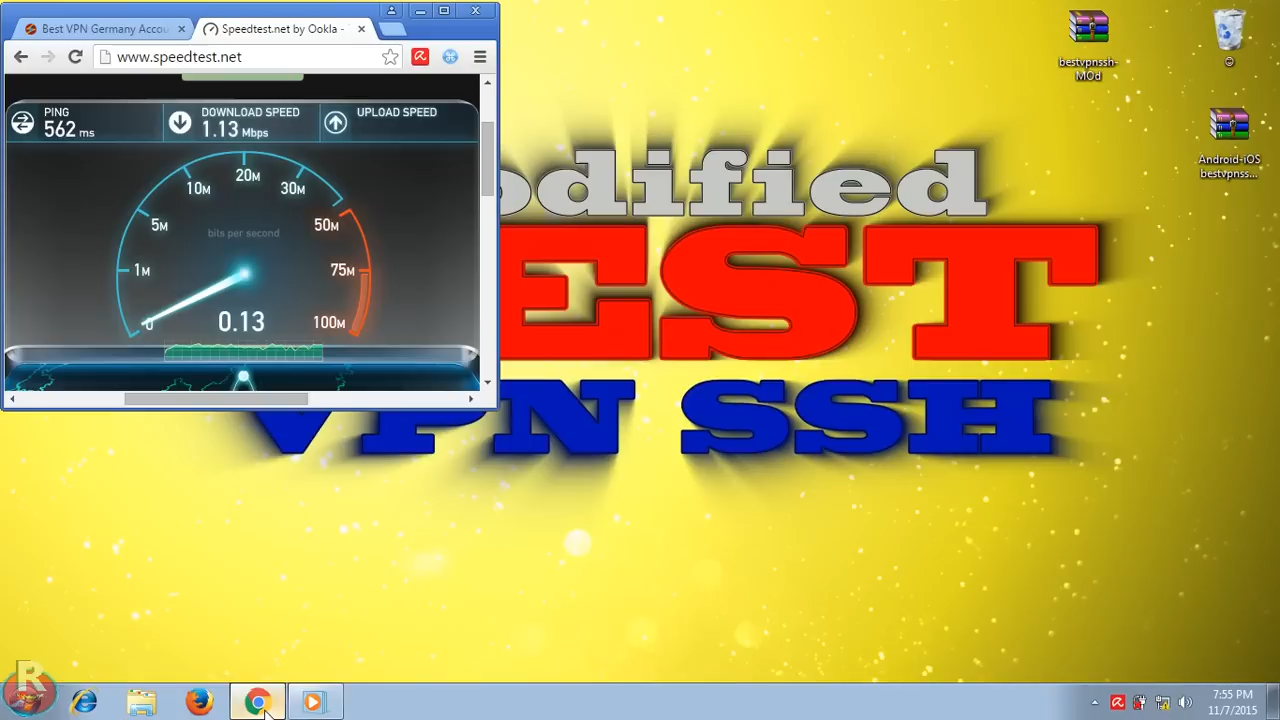 Best VPN Germany Accou
Speedtest.net by Ookla -
www.speedtest.net
PING
562 ms
DOWNLOAD SPEED
1.13 Mbps
UPLOAD SPEED
20M
10M
30M
5M
50M
bits per second
1M
75M
0
0.13
100M
odified
EST
VPN SSH
bestvpnssh-
MOd
Android-iOS
bestvpnss...
R
7:55 PM
11/7/2015